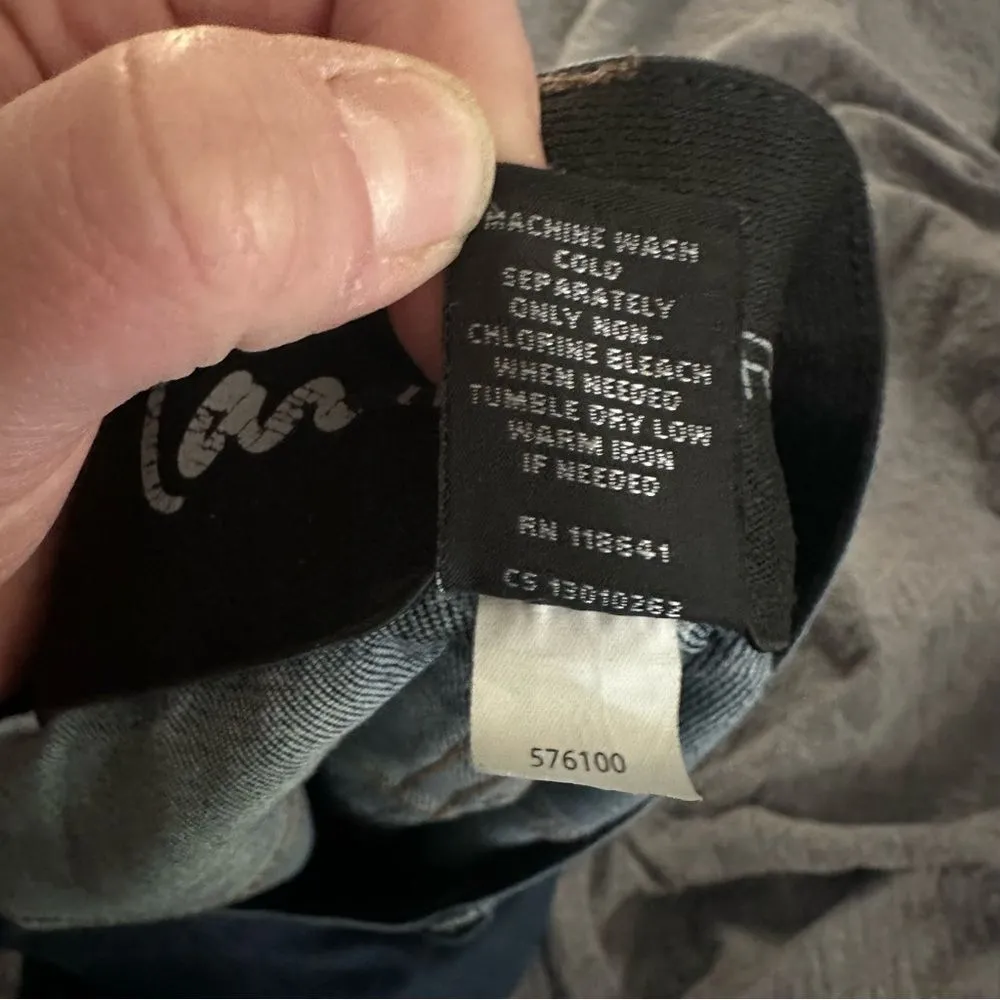 MACHINE WASH
COLD
SEPARATELY
ONLY NON-
CHLORINE BLEACH
WHEN NEEDED
TUMBLE DRY LOW
WARM IRON
IF NEEDED
RN 118641
CS 13010262
576100